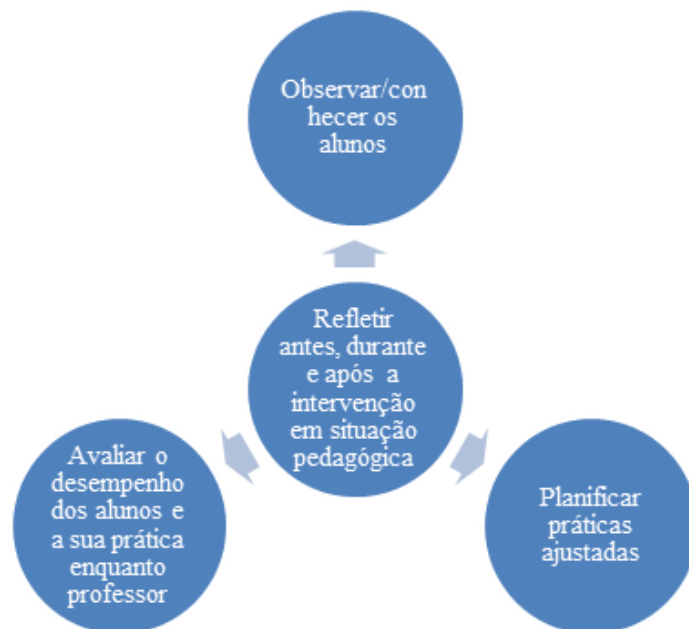 Observar/con
hecer os
alunos
Refletir
antes, durante
e após a
intervenção
em situação
pedagógica
Avaliar o
desempenho
dos alunos e
a sua prática
enquanto
professor
Planificar
práticas
ajustadas